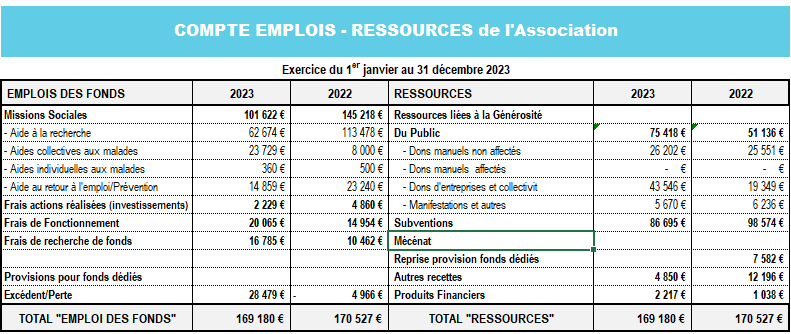 COMPTE EMPLOIS - RESSOURCES de l'Association
Exercice du 1er janvier au 31 décembre 2023
EMPLOIS DES FONDS 2023 2022 RESSOURCES 2023 2022
Missions Sociales 101 622 € 145 218 € Ressources liées à la Générosité
- Aide à la recherche 62 674 € 113 478 € Du Public 75 418 € 51 136 €
- Aides collectives aux malades 23 729 € 8 000 € - Dons manuels non affectés 26 202 € 25 551 €
- Aides individuelles aux malades 360 € 500 € - Dons manuels affectés - € - €
- Aide au retour à l'emploi/Prévention 14 859 € 23 240 € - Dons d'entreprises et collectivit 43 546 € 19 349 €
Frais actions réalisées (investissements) 2 229 € 4 860 € - Manifestations et autres 5 670 € 6 236 €
Frais de Fonctionnement 20 065 € 14 954 € Subventions 86 695 € 98 574 €
Frais de recherche de fonds 16 785 € 10 462 € Mécénat
Reprise provision fonds dédiés 7 582 €
Provisions pour fonds dédiés Autres recettes 4 850 € 12 196 €
Excédent/Perte 28 479 € - 4 966 € Produits Financiers 2 217 € 1 038 €
TOTAL "EMPLOI DES FONDS" 169 180 € 170 527 € TOTAL "RESSOURCES" 169 180 € 170 527 €